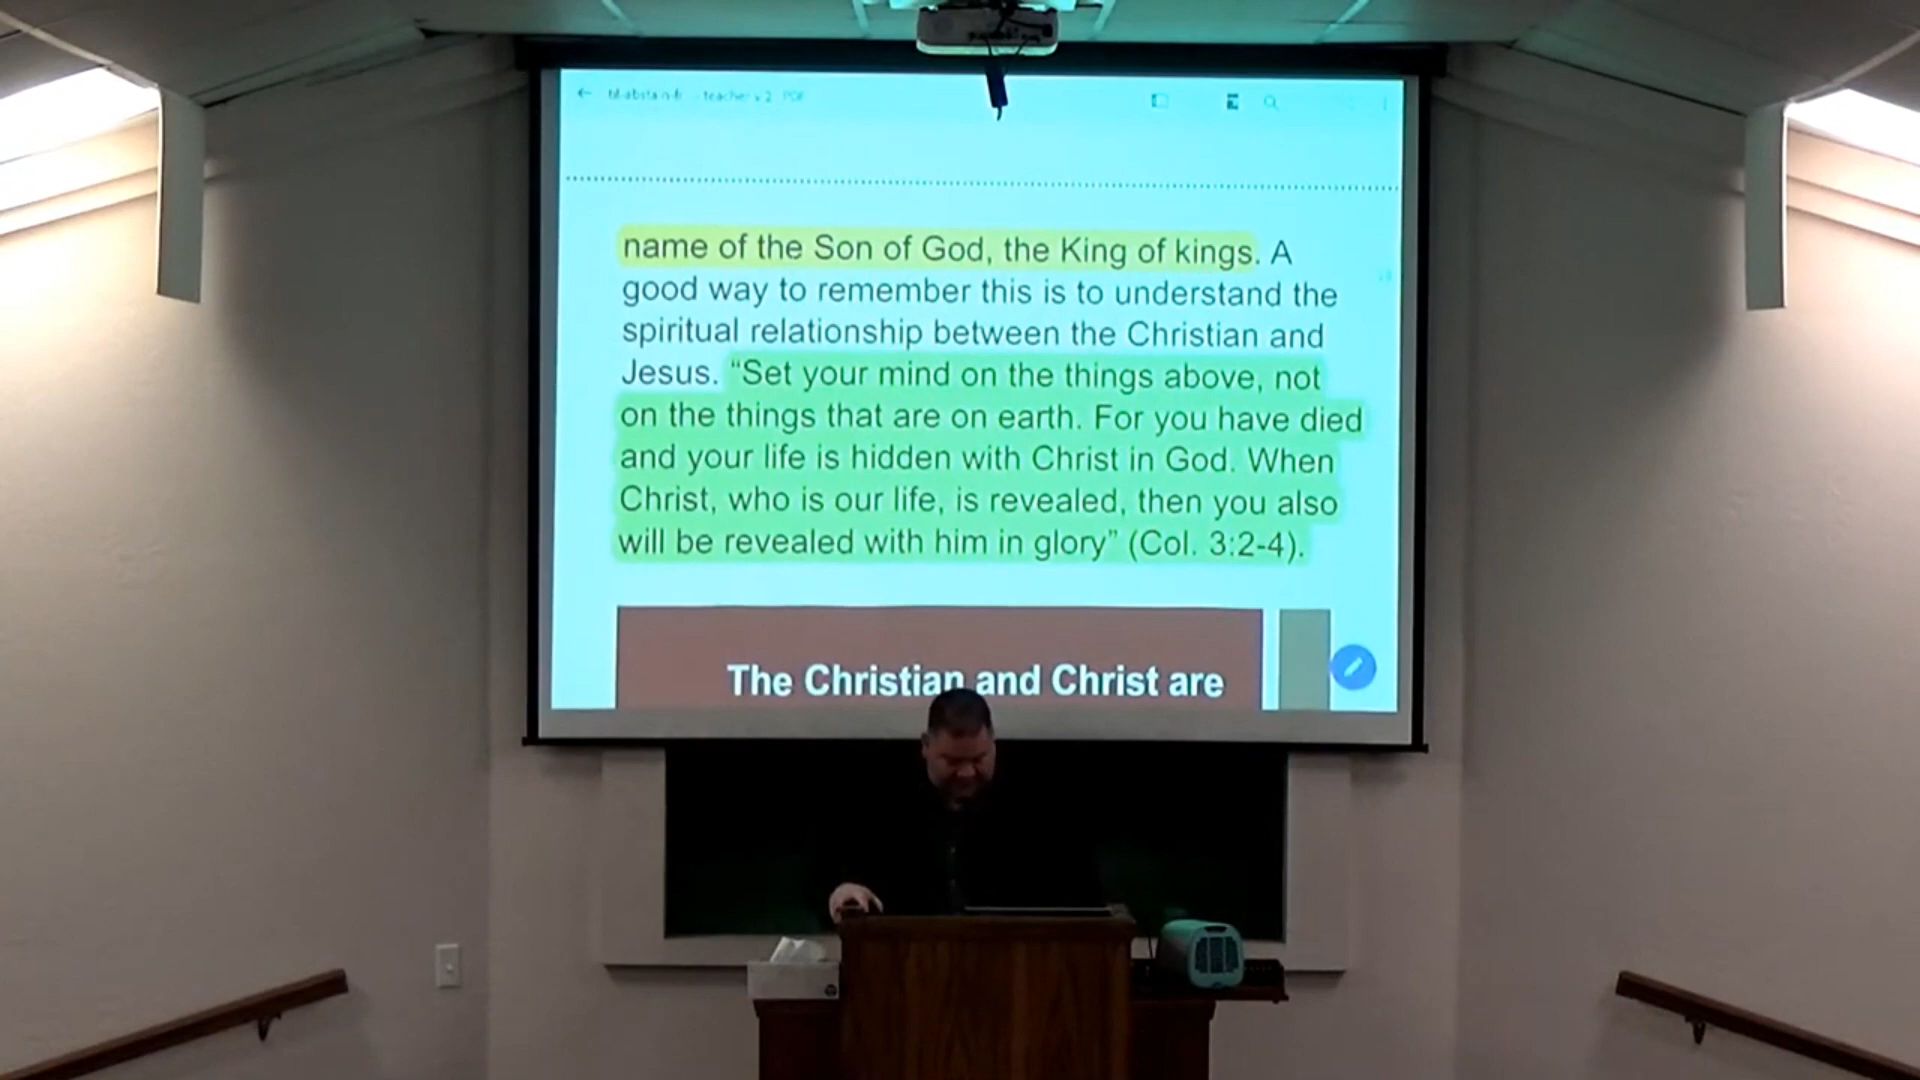 teacher v 2 PDF
name of the Son of God, the King of kings. A
good way to remember this is to understand the
spiritual relationship between the Christian and
Jesus. “Set your mind on the things above, not
on the things that are on earth. For you have died
and your life is hidden with Christ in God. When
Christ, who is our life, is revealed, then you also
will be revealed with him in glory” (Col. 3:2-4).
The Christian and Christ are